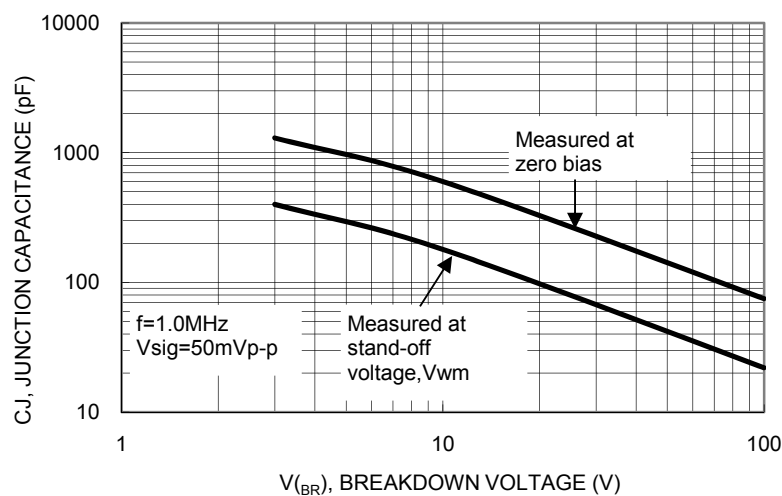 10000
1000
100
10
CJ, JUNCTION CAPACITANCE (pF)
Measured at
zero bias
f=1.0MHz
Vsig=50mVp-p
Measured at
stand-off
voltage,Vwm
1
10
100
V(BR), BREAKDOWN VOLTAGE (V)